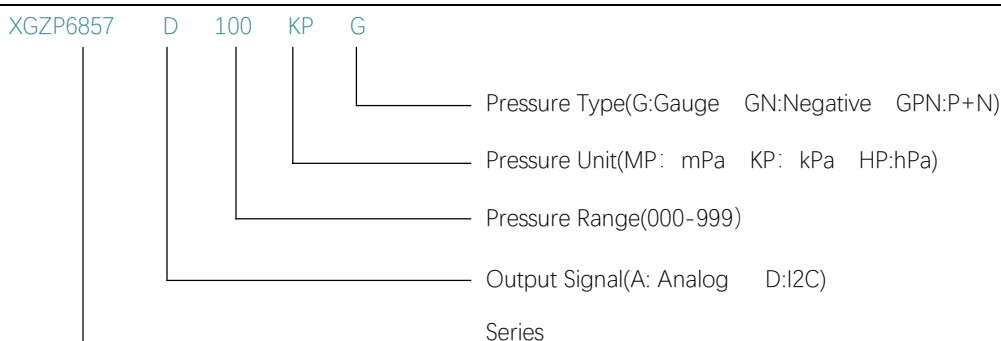 XGZP6857 D 100 KP G
Pressure Type(G:Gauge GN:Negative GPN:P+N)
Pressure Unit(MP：mPa KP：kPa HP:hPa)
Pressure Range(000-999）
Output Signal(A: Analog D:I2C)
Series